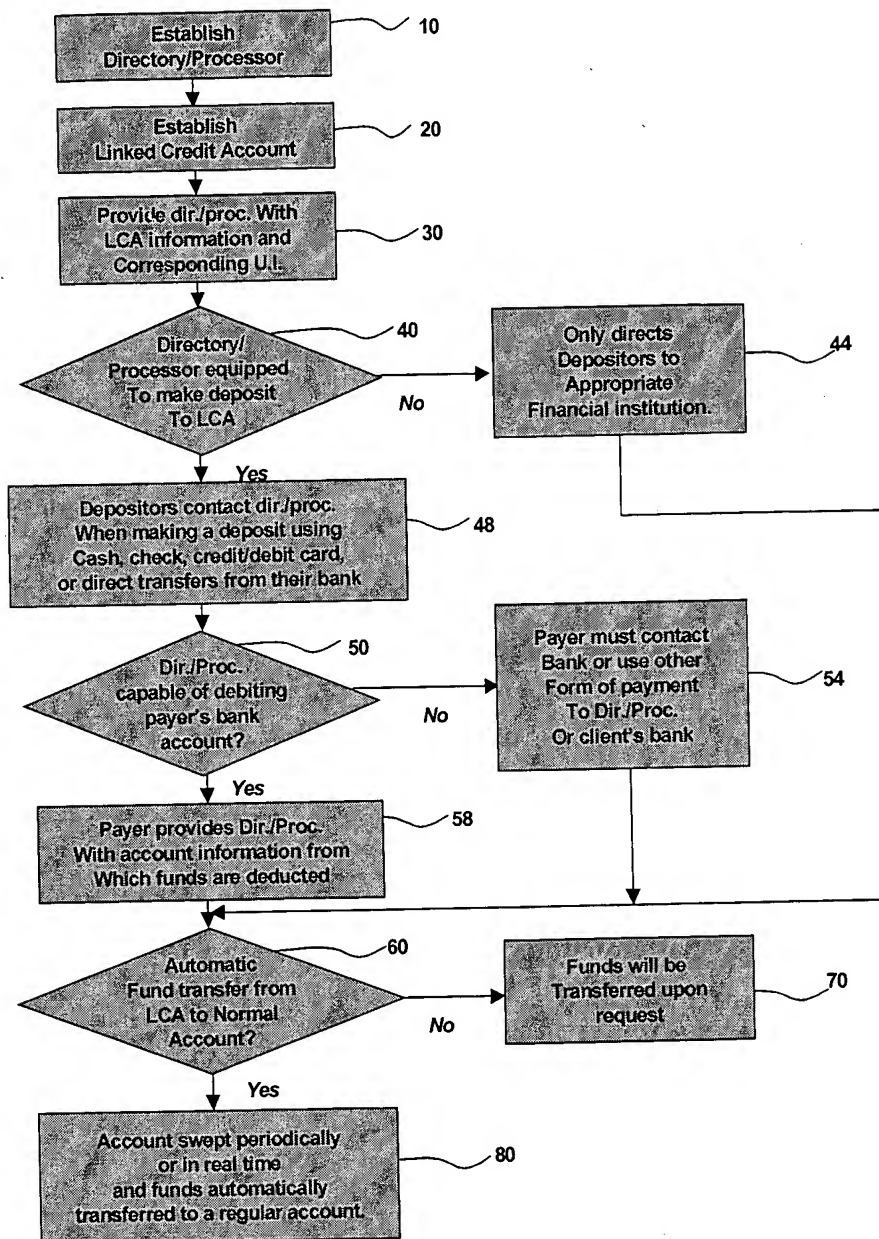 Establish
Directory/Processor
10
Establish
Linked Credit Account
20
Provide dir./proc. With
LCA information and
Corresponding U.I.
30
Directory/
Processor equipped
To make deposit
To LCA
40
No
Only directs
Depositors to
Appropriate
Financial institution.
44
Yes
Depositors contact dir./proc.
When making a deposit using
Cash, check, credit/debit card,
or direct transfers from their bank
48
Dir./Proc.
capable of debiting
payer's bank
account?
50
No
Payer must contact
Bank or use other
Form of payment
To Dir./Proc.
Or client's bank
54
Yes
Payer provides Dir./Proc.
With account information from
Which funds are deducted
58
Automatic
Fund transfer from
LCA to Normal
Account?
60
No
Funds will be
Transferred upon
request
70
Yes
Account swept periodically
or in real time
and funds automatically
transferred to a regular account.
80